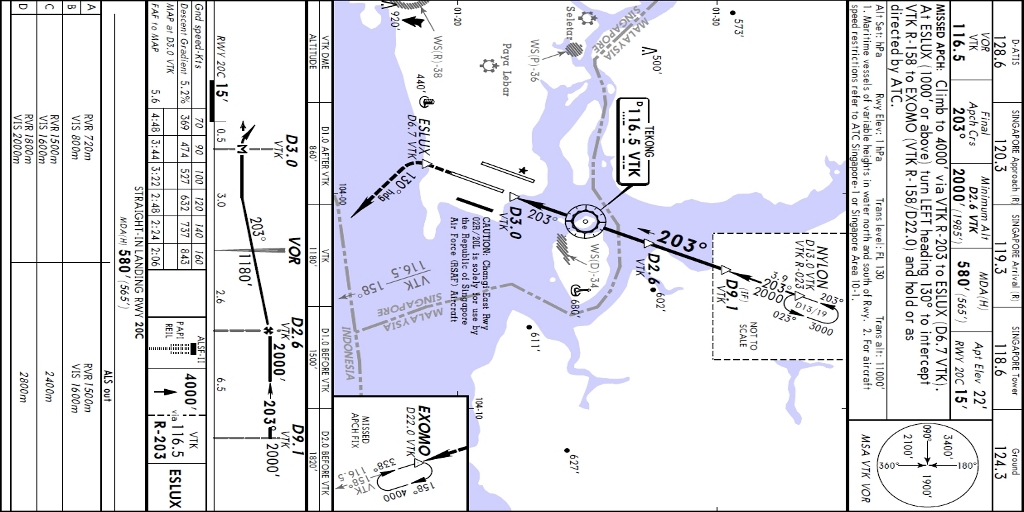 D-ATIS
128.6
SINGAPORE Approach (R)
120.3
SINGAPORE Arrival (R)
119.3
SINGAPORE Tower
118.6
Ground
124.3
VOR
VTK
116.5
Final
Apch Crs
203°
Minimum Alt
D2.6 VTK
2000' (1985')
MDA(H)
580' (565')
Apt Elev 22'
RWY 20C 15'
MISSED APCH: Climb to 4000' via VTK R-203 to ESLUX (D6.7 VTK).
At ESLUX (1000' or above) turn LEFT heading 130° to intercept
VTK R-158 to EXOMO (VTK R-158/D22.0) and hold or as
directed by ATC.
Alt Set: hPa Rwy Elev: 1 hPa Trans level: FL 130 Trans alt: 11000'
1. Maritime vessels of variable heights in water north and south of Rwy. 2. For aircraft
speed restrictions refer to ATC Singapore-1 or Singapore Area 10-1.
MSA VTK VOR
090°
3400'
180°
1900'
2100'
360°
01-30
573'
500'
MALAYSIA
SINGAPORE
Seletar
WS(P)-36
Paya Lebar
WS(R)-38
01-20
920'
440'
TEKONG
D
116.5 VTK
NYLON
D13.0 VTK
VTK R-023
203°
3.9
2000
203°
D13/19
3000
023°
(IF)
D9.1
VTK
NOT TO
SCALE
203°
D2.6
VTK
602'
WS(D)-34
680'
611'
203°
D3.0
VTK
ESLUX
D6.7 VTK
130°
hdg
CAUTION: Changi East Rwy
02R/20L is solely for use by
the Republic of Singapore
Air Force (RSAF) Aircraft
158°
VTK
116.5
MALAYSIA
SINGAPORE
INDONESIA
104-00
104-10
627'
EXOMO
D22.0 VTK
MISSED
APCH FIX
338°
158°
4000
158°
VTK
116.5
VTK DME
D1.0 AFTER VTK
VTK
D1.0 BEFORE VTK
D2.0 BEFORE VTK
ALTITUDE
860'
1180'
1500'
1820'
D3.0
VTK
VOR
D2.6
VTK
D9.1
VTK
M
203°
1180'
2000'
203°
2000'
RWY 20C 15'
0.5
3.0
2.6
6.5
Gnd speed-Kts 70 90 100 120 140 160
Descent Gradient 5.2% 369 474 527 632 737 843
MAP at D3.0 VTK
FAF to MAP 5.6 4:48 3:44 3:22 2:48 2:24 2:06
ALSF-II
PAPI
REIL
4000'
via
VTK
116.5
R-203
ESLUX
STRAIGHT-IN LANDING RWY 20C
MDA(H) 580' (565')
ALS out
A
B
C
D
RVR 720m
VIS 800m
RVR 1500m
VIS 1600m
RVR 1500m
VIS 1600m
2400m
RVR 1800m
VIS 2000m
2800m